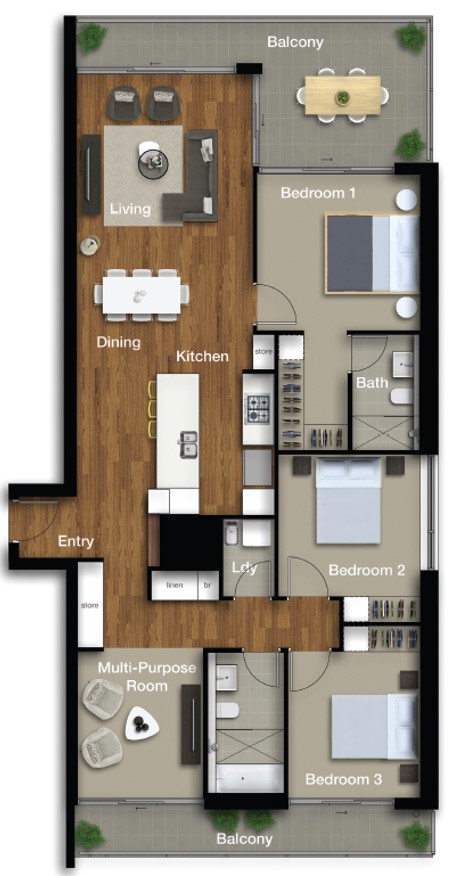 Balcony
Bedroom 1
Living
Dining
Kitchen
store
Bath
Entry
Ldy
Bedroom 2
linen
br
store
Multi-Purpose
Room
Bedroom 3
Balcony